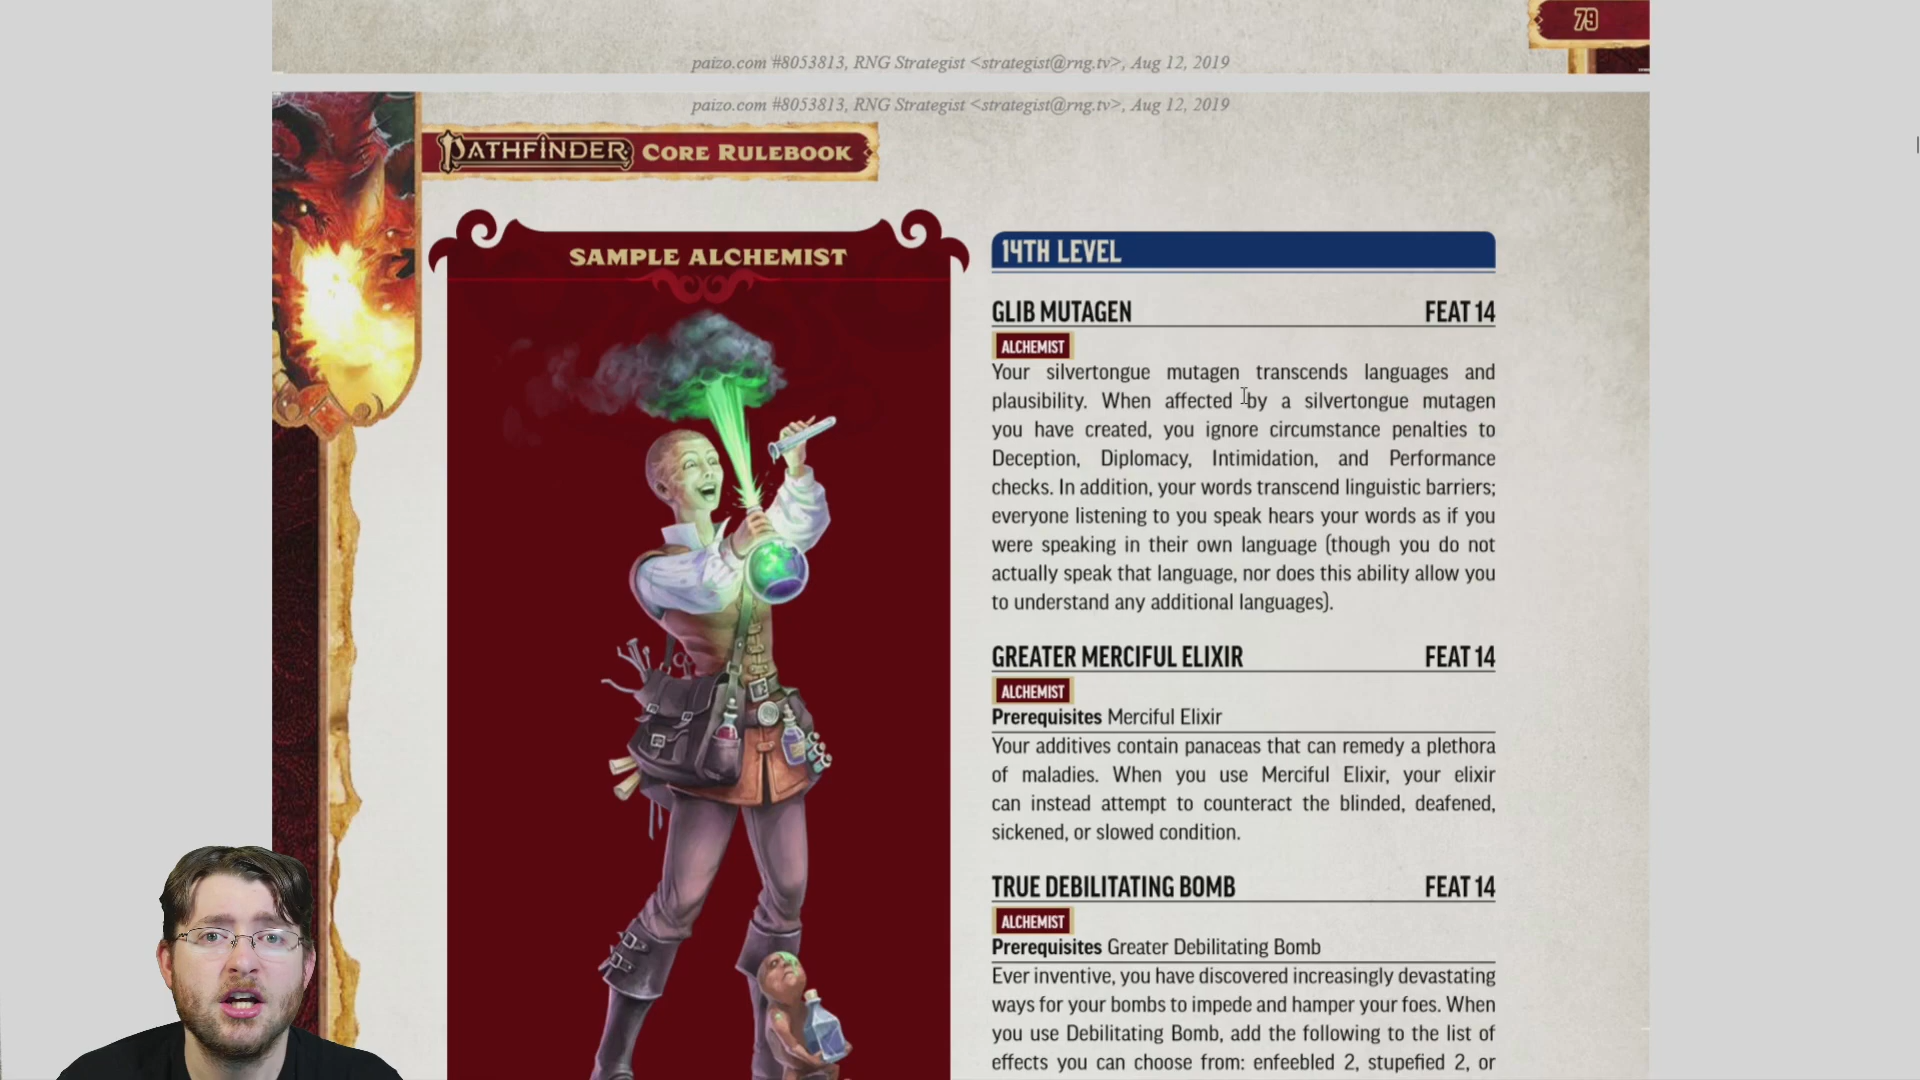 79
paizo.com #8053813, RNG Strategist <strategist@rng.tv>, Aug 12, 2019
paizo.com #8053813, RNG Strategist <strategist@rng.tv>, Aug 12, 2019
PATHFINDER CORE RULEBOOK
SAMPLE ALCHEMIST
14TH LEVEL
GLIB MUTAGEN FEAT 14
ALCHEMIST
Your silvertongue mutagen transcends languages and
plausibility. When affected by a silvertongue mutagen
you have created, you ignore circumstance penalties to
Deception, Diplomacy, Intimidation, and Performance
checks. In addition, your words transcend linguistic barriers;
everyone listening to you speak hears your words as if you
were speaking in their own language (though you do not
actually speak that language, nor does this ability allow you
to understand any additional languages).
GREATER MERCIFUL ELIXIR FEAT 14
ALCHEMIST
Prerequisites Merciful Elixir
Your additives contain panaceas that can remedy a plethora
of maladies. When you use Merciful Elixir, your elixir
can instead attempt to counteract the blinded, deafened,
sickened, or slowed condition.
TRUE DEBILITATING BOMB FEAT 14
ALCHEMIST
Prerequisites Greater Debilitating Bomb
Ever inventive, you have discovered increasingly devastating
ways for your bombs to impede and hamper your foes. When
you use Debilitating Bomb, add the following to the list of
effects you can choose from: enfeebled 2, stupefied 2, or